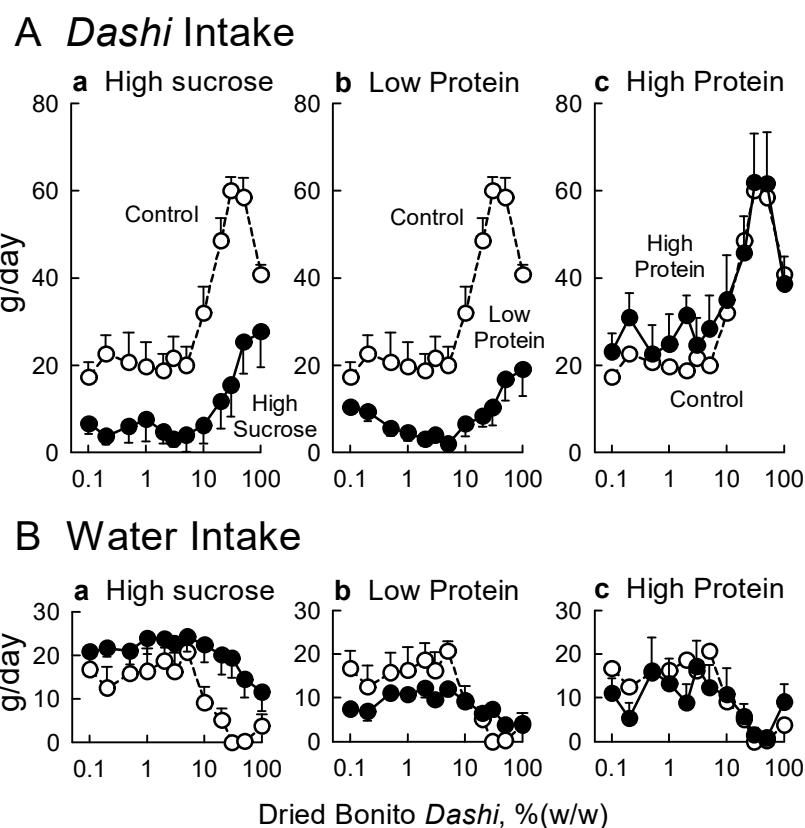 A Dashi Intake
a High sucrose
b Low Protein
c High Protein
g/day
80
60
40
20
0
Control
High
Sucrose
0.1 1 10 100
80
60
40
20
0
Control
Low
Protein
0.1 1 10 100
80
60
40
20
0
High
Protein
Control
0.1 1 10 100
B Water Intake
a High sucrose
b Low Protein
c High Protein
g/day
30
20
10
0
0.1 1 10 100
30
20
10
0
0.1 1 10 100
30
20
10
0
0.1 1 10 100
Dried Bonito Dashi, %(w/w)